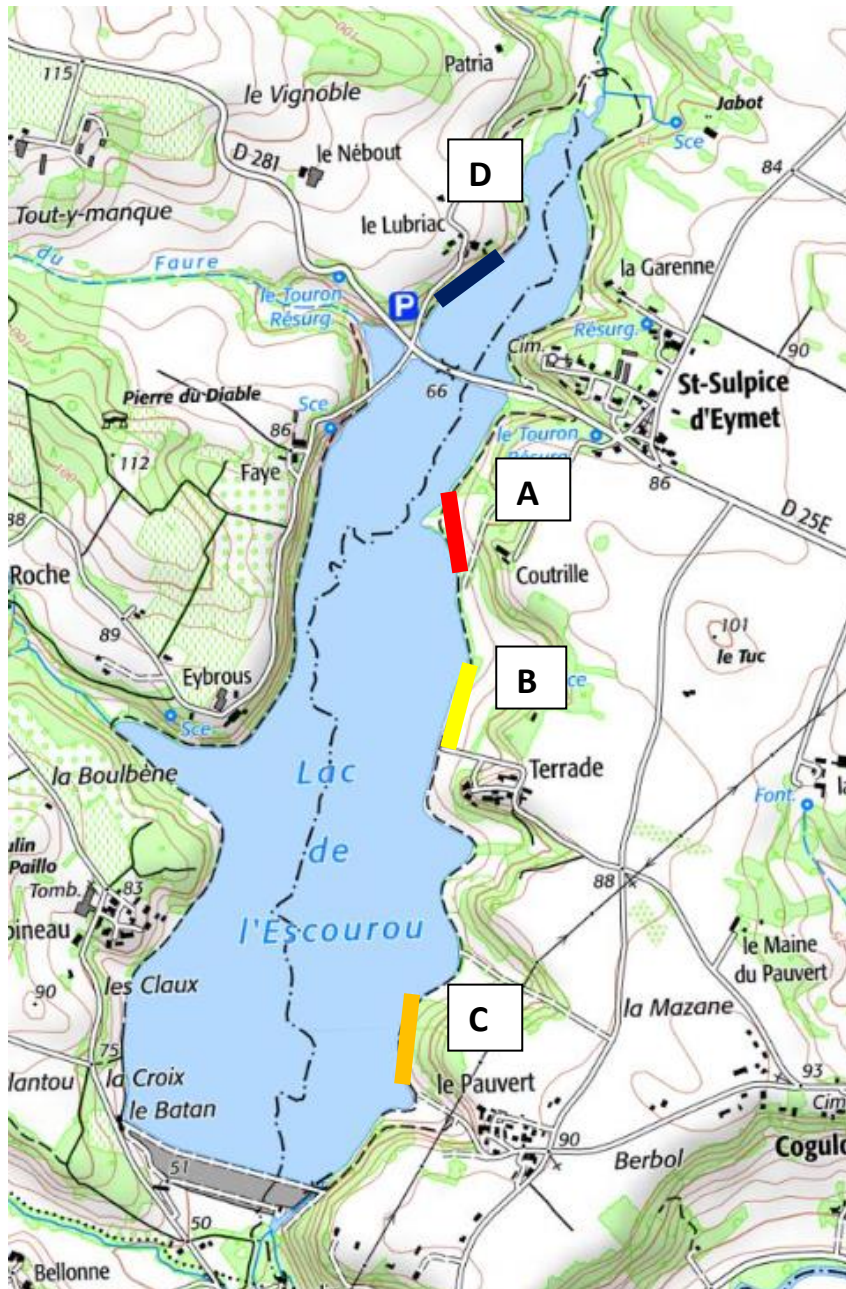 100
Patria
115
le Vignoble
Jabot
Sce
D 281
le Nébout
84
D
Tout-y-manque
le Lubriac
du Faure
la Garenne
le Touron
Résurg.
P
Résurg.
Cim.
90
66
St-Sulpice
d'Eymet
Pierre du Diable
Sce
86
le Touron
112
Faye
86
A
D 25E
88
Roche
Coutrille
89
101
le Tuc
Eybrous
B
Sce
la Boulbène
Lac
Terrade
Font.
de
Paillo
Tomb.
83
88
l'Escourou
le Maine
du Pauvert
les Claux
90
la Mazane
C
75
la Croix
le Pauvert
93
le Batan
Cim
90
51
Berbol
50
Bellonne